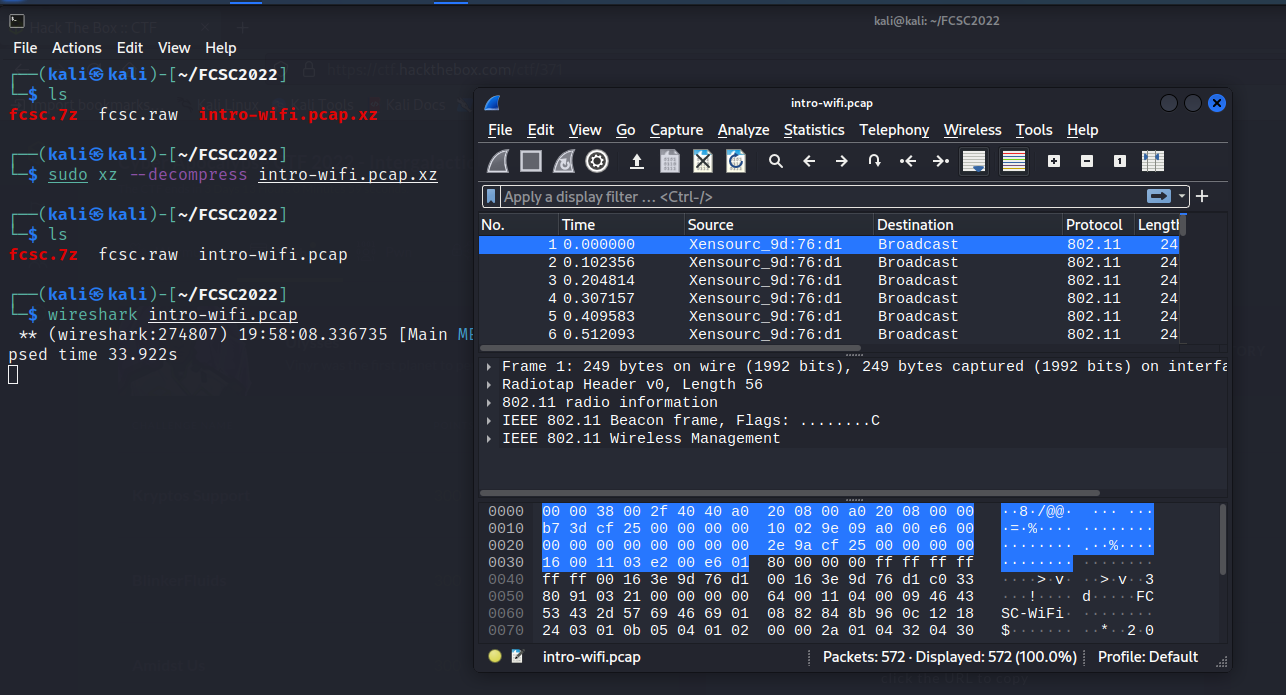 kali@kali: ~/FCSC2022
File Actions Edit View Help
┌──(kali㉿kali)-[~/FCSC2022]
└─$ ls
fcsc.7z fcsc.raw intro-wifi.pcap.xz
┌──(kali㉿kali)-[~/FCSC2022]
└─$ sudo xz --decompress intro-wifi.pcap.xz
┌──(kali㉿kali)-[~/FCSC2022]
└─$ ls
fcsc.7z fcsc.raw intro-wifi.pcap
┌──(kali㉿kali)-[~/FCSC2022]
└─$ wireshark intro-wifi.pcap
** (wireshark:274807) 19:58:08.336735 [Main ME
psed time 33.922s
intro-wifi.pcap
File Edit View Go Capture Analyze Statistics Telephony Wireless Tools Help
Apply a display filter ... <Ctrl-/>
No. Time Source Destination Protocol Length
1 0.000000 Xensourc_9d:76:d1 Broadcast 802.11 24
2 0.102356 Xensourc_9d:76:d1 Broadcast 802.11 24
3 0.204814 Xensourc_9d:76:d1 Broadcast 802.11 24
4 0.307157 Xensourc_9d:76:d1 Broadcast 802.11 24
5 0.409583 Xensourc_9d:76:d1 Broadcast 802.11 24
6 0.512093 Xensourc_9d:76:d1 Broadcast 802.11 24
Frame 1: 249 bytes on wire (1992 bits), 249 bytes captured (1992 bits) on interfa
Radiotap Header v0, Length 56
802.11 radio information
IEEE 802.11 Beacon frame, Flags: ........C
IEEE 802.11 Wireless Management
0000 00 00 38 00 2f 40 40 a0 20 08 00 a0 20 08 00 00 ··8·/@@· ··· ···
0010 b7 3d cf 25 00 00 00 00 10 02 9e 09 a0 00 e6 00 ·=·%···· ········
0020 00 00 00 00 00 00 00 00 2e 9a cf 25 00 00 00 00 ········ .··%····
0030 16 00 11 03 e2 00 e6 01 80 00 00 00 ff ff ff ff ········ ········
0040 ff ff 00 16 3e 9d 76 d1 00 16 3e 9d 76 d1 c0 33 ····>·v· ··>·v··3
0050 80 91 03 21 00 00 00 00 64 00 11 04 00 09 46 43 ···!···· d·····FC
0060 53 43 2d 57 69 46 69 01 08 82 84 8b 96 0c 12 18 SC-WiFi· ········
0070 24 03 01 0b 05 04 01 02 00 00 2a 01 04 32 04 30 $······· ··*··2·0
intro-wifi.pcap Packets: 572 · Displayed: 572 (100.0%) Profile: Default